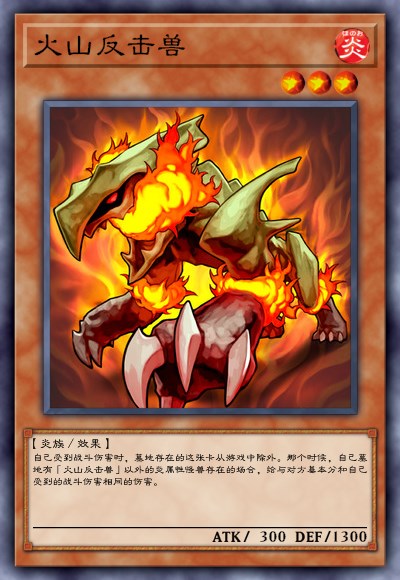 火山反击兽
ほのお
炎
【炎族／效果】
自己受到战斗伤害时，墓地存在的这张卡从游戏中除外。那个时候，自己墓
地有「火山反击兽」以外的炎属性怪兽存在的场合，给与对方基本分和自己
受到的战斗伤害相同的伤害。
ATK/ 300 DEF/1300